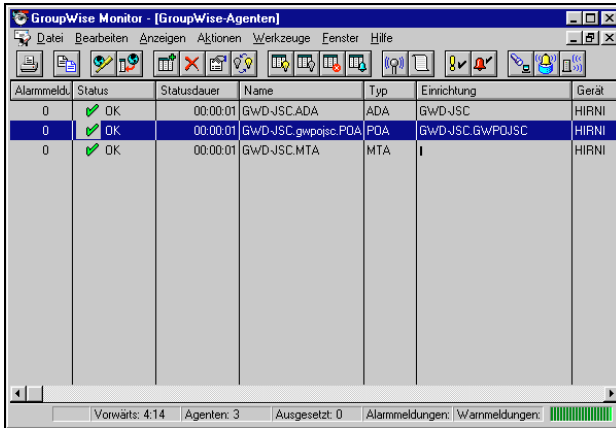 GroupWise Monitor - [GroupWise-Agenten]
Datei Bearbeiten Anzeigen Aktionen Werkzeuge Fenster Hilfe
Alarmmeldu Status Statusdauer Name Typ Einrichtung Gerät
0 OK 00:00:01 GWD-JSC.ADA ADA GWD-JSC HIRNI
0 OK 00:00:01 GWD-JSC.gwpojsc.POA POA GWD-JSC.GWPOJSC HIRNI
0 OK 00:00:01 GWD-JSC.MTA MTA HIRNI
Vorwärts: 4:14 Agenten: 3 Ausgesetzt: 0 Alarmmeldungen: Warnmeldungen: